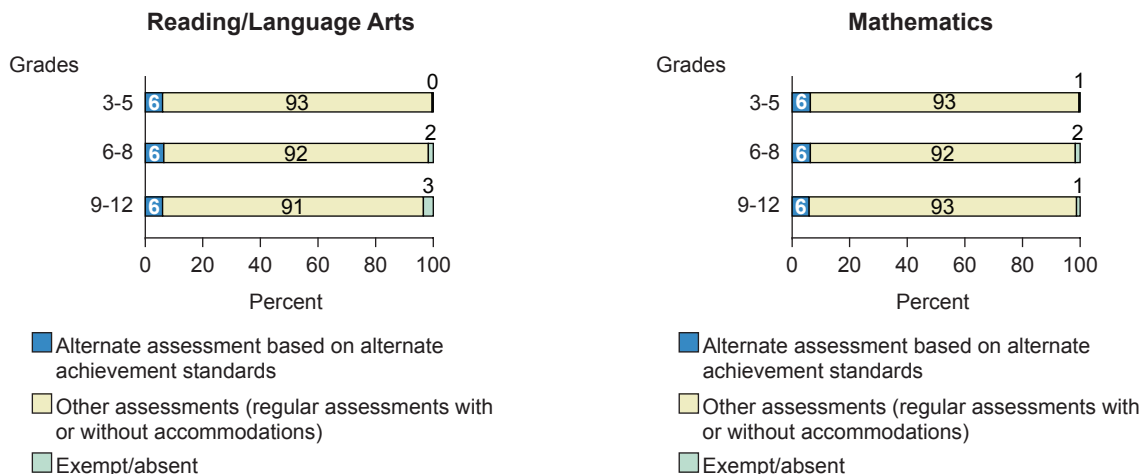 Reading/Language Arts
Grades
0
3-5 6 93
2
6-8 6 92
3
9-12 6 91
0 20 40 60 80 100
Percent
Alternate assessment based on alternate
achievement standards
Other assessments (regular assessments with
or without accommodations)
Exempt/absent
Mathematics
Grades
1
3-5 6 93
2
6-8 6 92
1
9-12 6 93
0 20 40 60 80 100
Percent
Alternate assessment based on alternate
achievement standards
Other assessments (regular assessments with
or without accommodations)
Exempt/absent